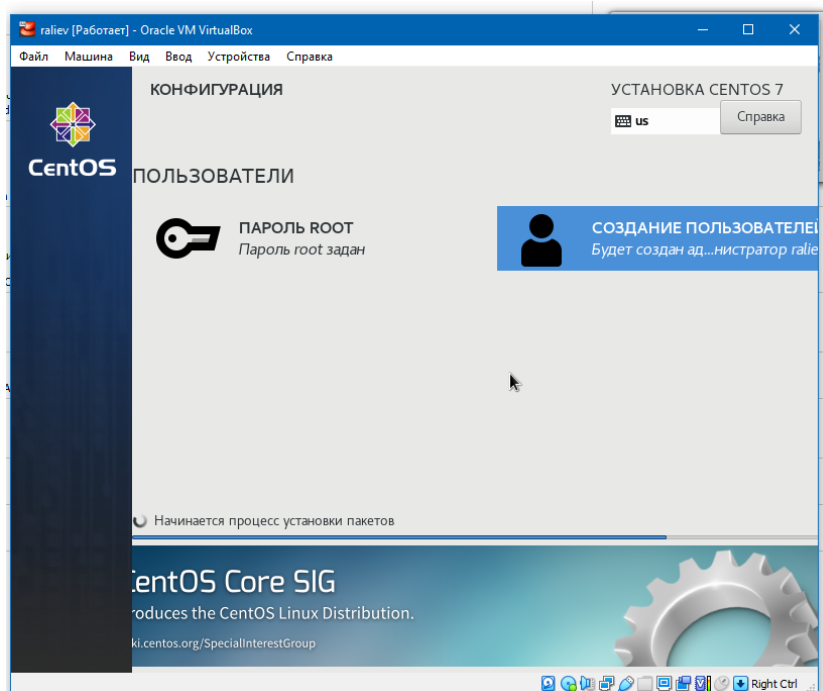 raliev [Работает] - Oracle VM VirtualBox
Файл Машина Вид Ввод Устройства Справка
КОНФИГУРАЦИЯ
УСТАНОВКА CENTOS 7
us
Справка
CentOS
ПОЛЬЗОВАТЕЛИ
ПАРОЛЬ ROOT
Пароль root задан
СОЗДАНИЕ ПОЛЬЗОВАТЕЛЕЙ
Будет создан ад...нистратор ralie
Начинается процесс установки пакетов
CentOS Core SIG
roduces the CentOS Linux Distribution.
ki.centos.org/SpecialInterestGroup
Right Ctrl